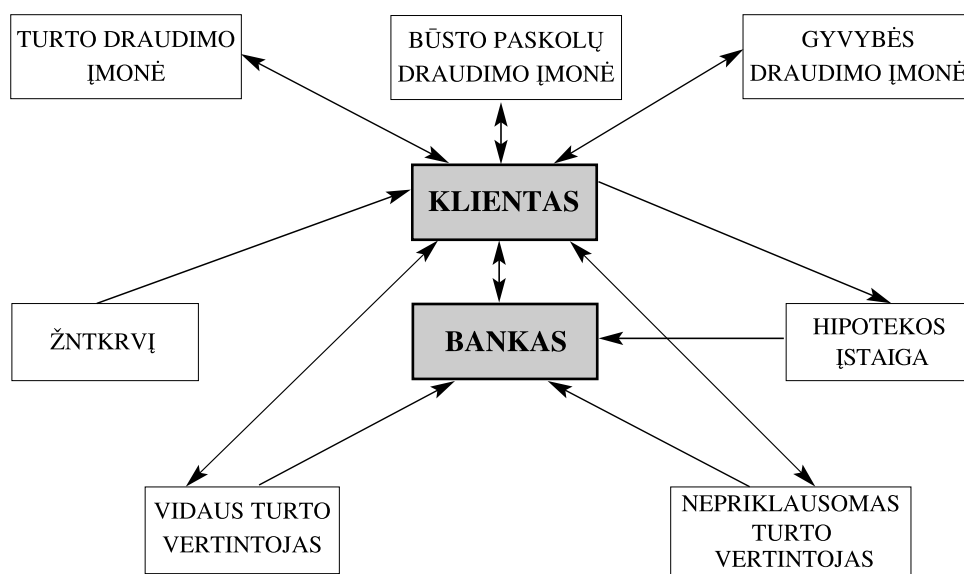 TURTO DRAUDIMO
ĮMONĖ
BŪSTO PASKOLŲ
DRAUDIMO ĮMONĖ
GYVYBĖS
DRAUDIMO ĮMONĖ
KLIENTAS
ŽNTKRVĮ
BANKAS
HIPOTEKOS
ĮSTAIGA
VIDAUS TURTO
VERTINTOJAS
NEPRIKLAUSOMAS
TURTO
VERTINTOJAS